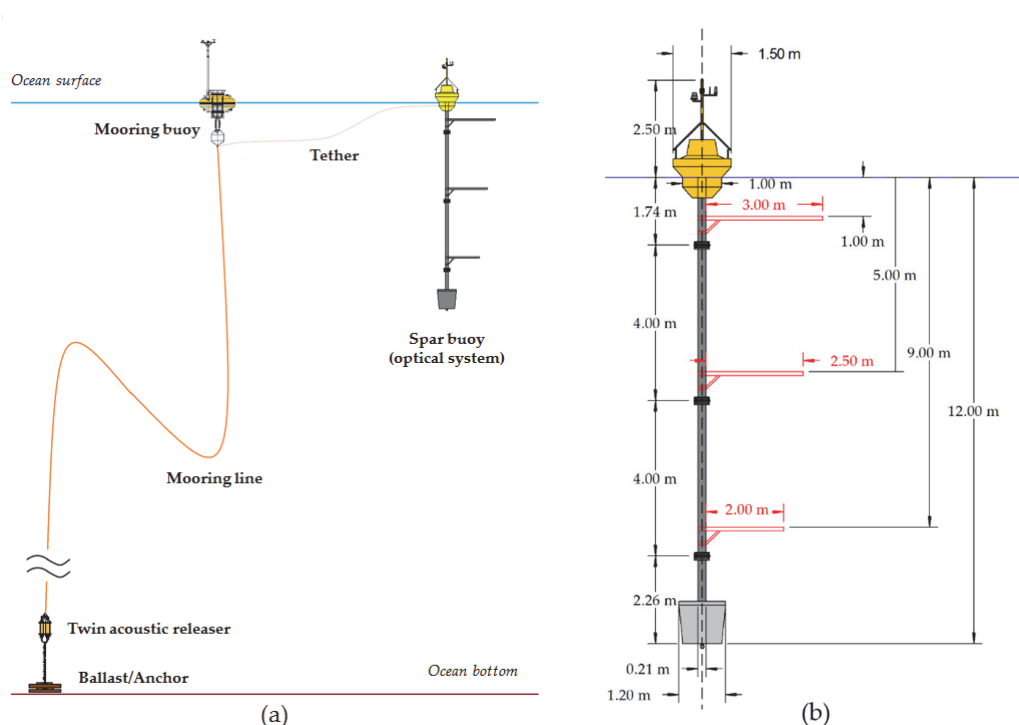 Ocean surface
Mooring buoy
Tether
Spar buoy
(optical system)
Mooring line
Twin acoustic releaser
Ballast/Anchor
Ocean bottom
(a)
1.50 m
2.50 m
1.00 m
1.74 m
3.00 m
1.00 m
5.00 m
4.00 m
2.50 m
9.00 m
12.00 m
4.00 m
2.00 m
2.26 m
0.21 m
1.20 m
(b)